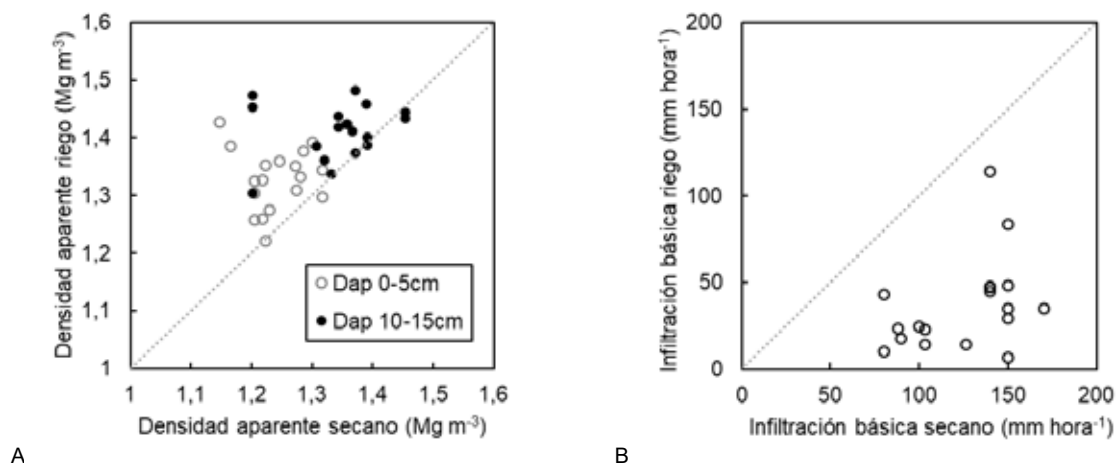 1,6
1,5
1,4
1,3
1,2
1,1
1
Densidad aparente riego (Mg m⁻³)
Dap 0-5cm
Dap 10-15cm
1 1,1 1,2 1,3 1,4 1,5 1,6
Densidad aparente secano (Mg m⁻³)
A
200
150
100
50
0
Infiltración básica riego (mm hora⁻¹)
0 50 100 150 200
Infiltración básica secano (mm hora⁻¹)
B